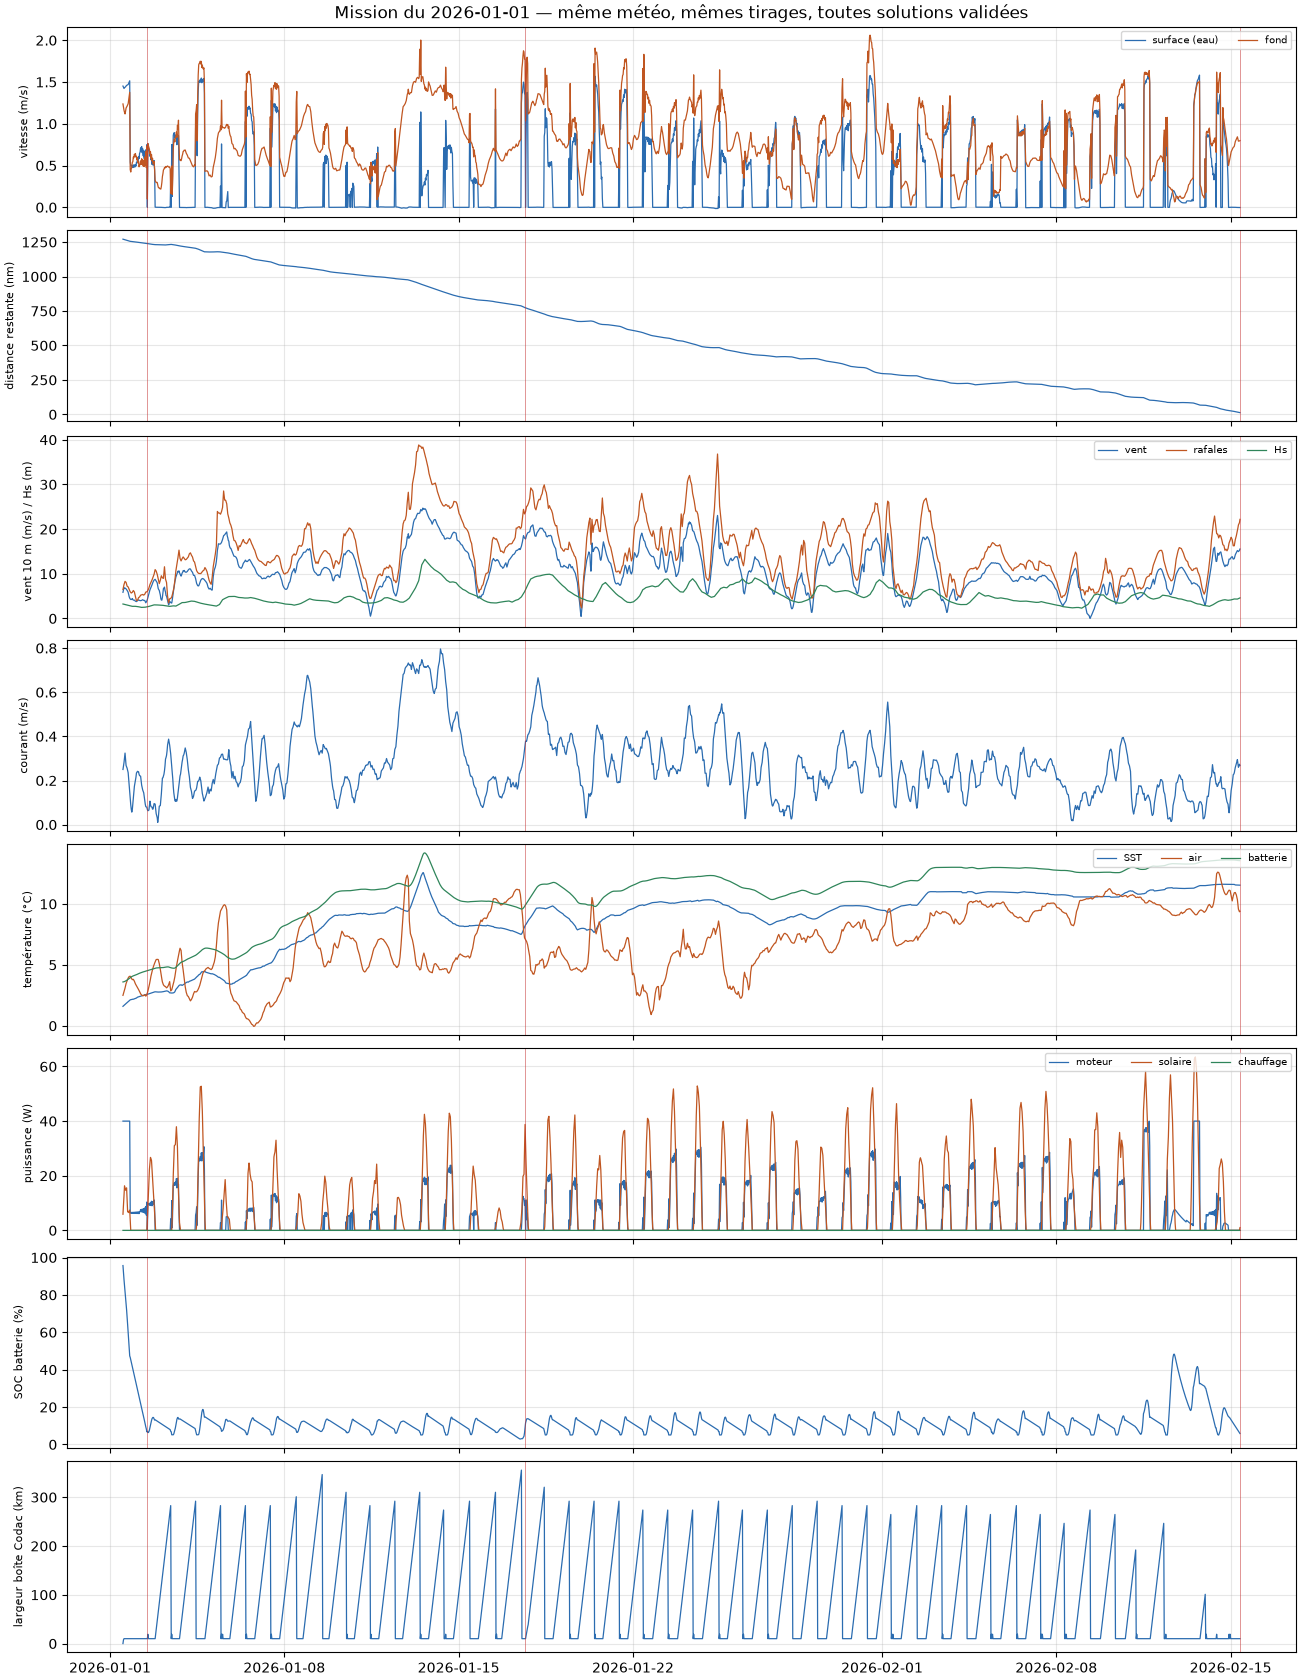 Mission du 2026-01-01 — même météo, mêmes tirages, toutes solutions validées
surface (eau) fond
vitesse (m/s)
2.0
1.5
1.0
0.5
0.0
distance restante (nm)
1250
1000
750
500
250
0
vent rafales Hs
vent 10 m (m/s) / Hs (m)
40
30
20
10
0
courant (m/s)
0.8
0.6
0.4
0.2
0.0
SST air batterie
température (°C)
10
5
0
moteur solaire chauffage
puissance (W)
60
40
20
0
SOC batterie (%)
100
80
60
40
20
0
largeur boîte Codac (km)
300
200
100
0
2026-01-01 2026-01-08 2026-01-15 2026-01-22 2026-02-01 2026-02-08 2026-02-15